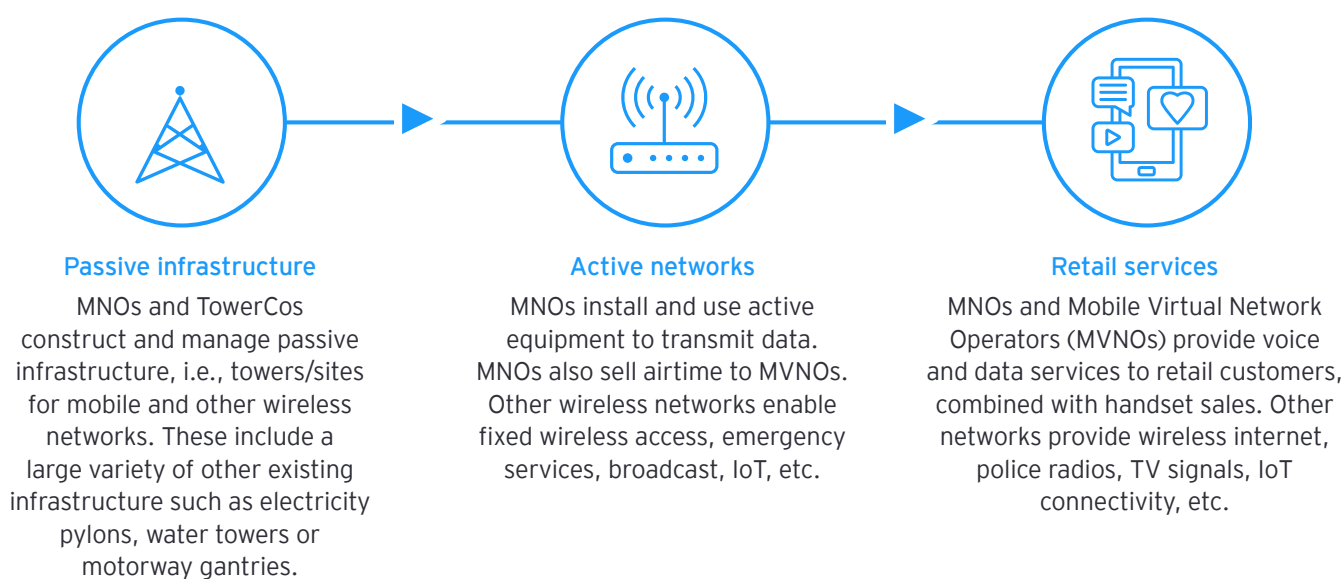 Passive infrastructure
MNOs and TowerCos
construct and manage passive
infrastructure, i.e., towers/sites
for mobile and other wireless
networks. These include a
large variety of other existing
infrastructure such as electricity
pylons, water towers or
motorway gantries.
Active networks
MNOs install and use active
equipment to transmit data.
MNOs also sell airtime to MVNOs.
Other wireless networks enable
fixed wireless access, emergency
services, broadcast, IoT, etc.
Retail services
MNOs and Mobile Virtual Network
Operators (MVNOs) provide voice
and data services to retail customers,
combined with handset sales. Other
networks provide wireless internet,
police radios, TV signals, IoT
connectivity, etc.